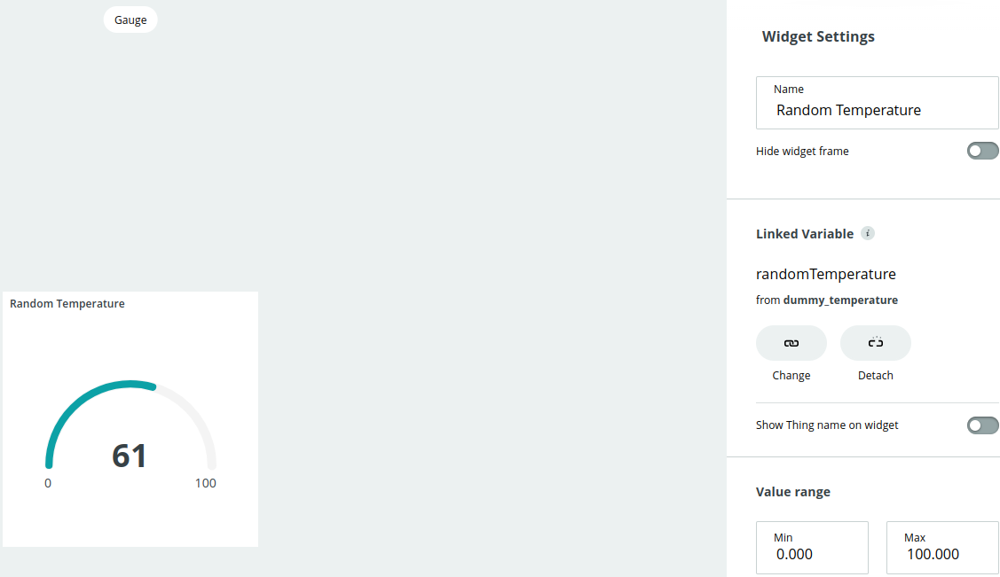 Gauge
Random Temperature
61
0 100
Widget Settings
Name
Random Temperature
Hide widget frame
Linked Variable i
randomTemperature
from dummy_temperature
Change Detach
Show Thing name on widget
Value range
Min Max
0.000 100.000